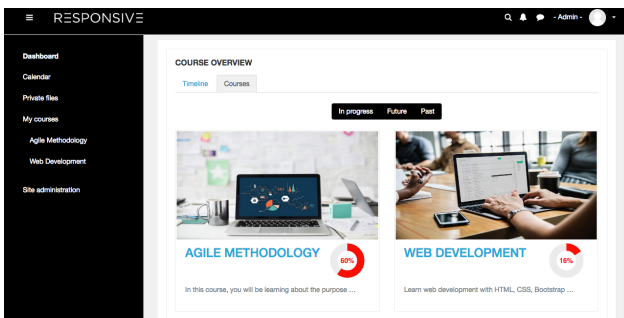 RΞSPONSIVΞ
- Admin -
Dashboard
Calendar
Private files
My courses
Agile Methodology
Web Development
Site administration
COURSE OVERVIEW
Timeline Courses
In progress Future Past
AGILE METHODOLOGY
60%
In this course, you will be learning about the purpose ...
WEB DEVELOPMENT
16%
Learn web development with HTML, CSS, Bootstrap ...